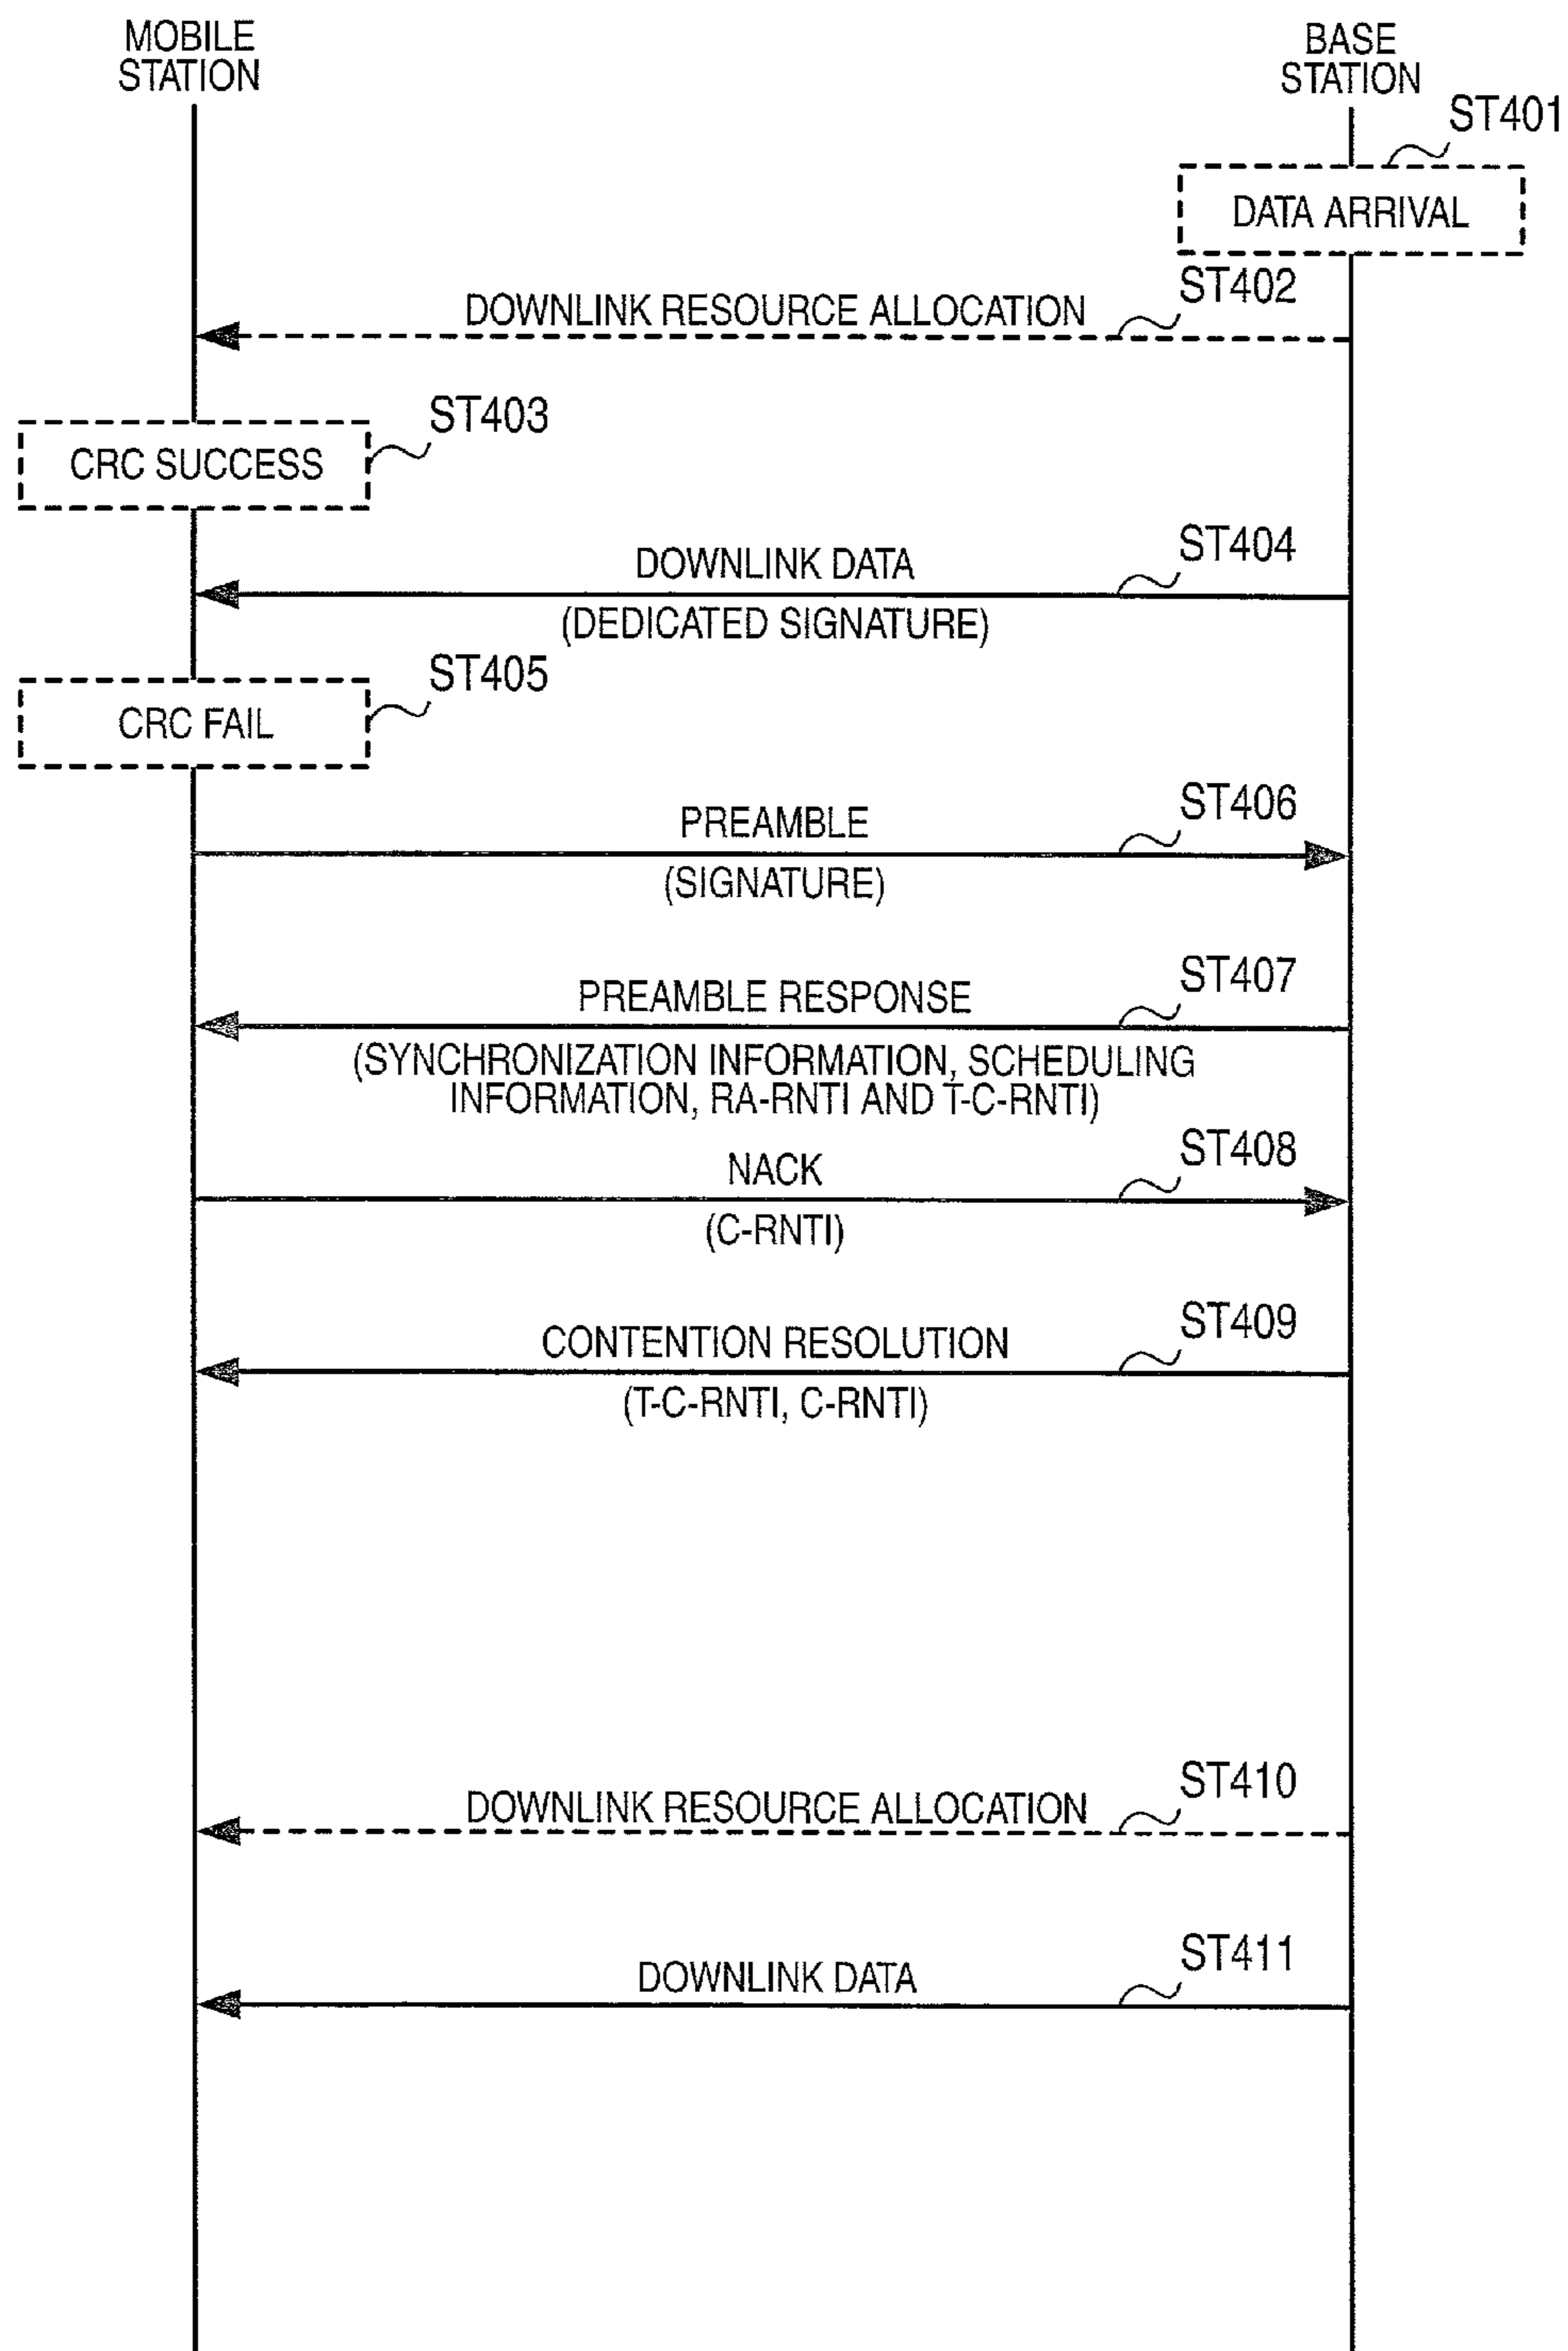 MOBILE
STATION
BASE
STATION
ST401
DATA ARRIVAL
ST402
DOWNLINK RESOURCE ALLOCATION
ST403
CRC SUCCESS
ST404
DOWNLINK DATA
(DEDICATED SIGNATURE)
ST405
CRC FAIL
ST406
PREAMBLE
(SIGNATURE)
ST407
PREAMBLE RESPONSE
(SYNCHRONIZATION INFORMATION, SCHEDULING
INFORMATION, RA-RNTI AND T-C-RNTI)
ST408
NACK
(C-RNTI)
ST409
CONTENTION RESOLUTION
(T-C-RNTI, C-RNTI)
ST410
DOWNLINK RESOURCE ALLOCATION
ST411
DOWNLINK DATA